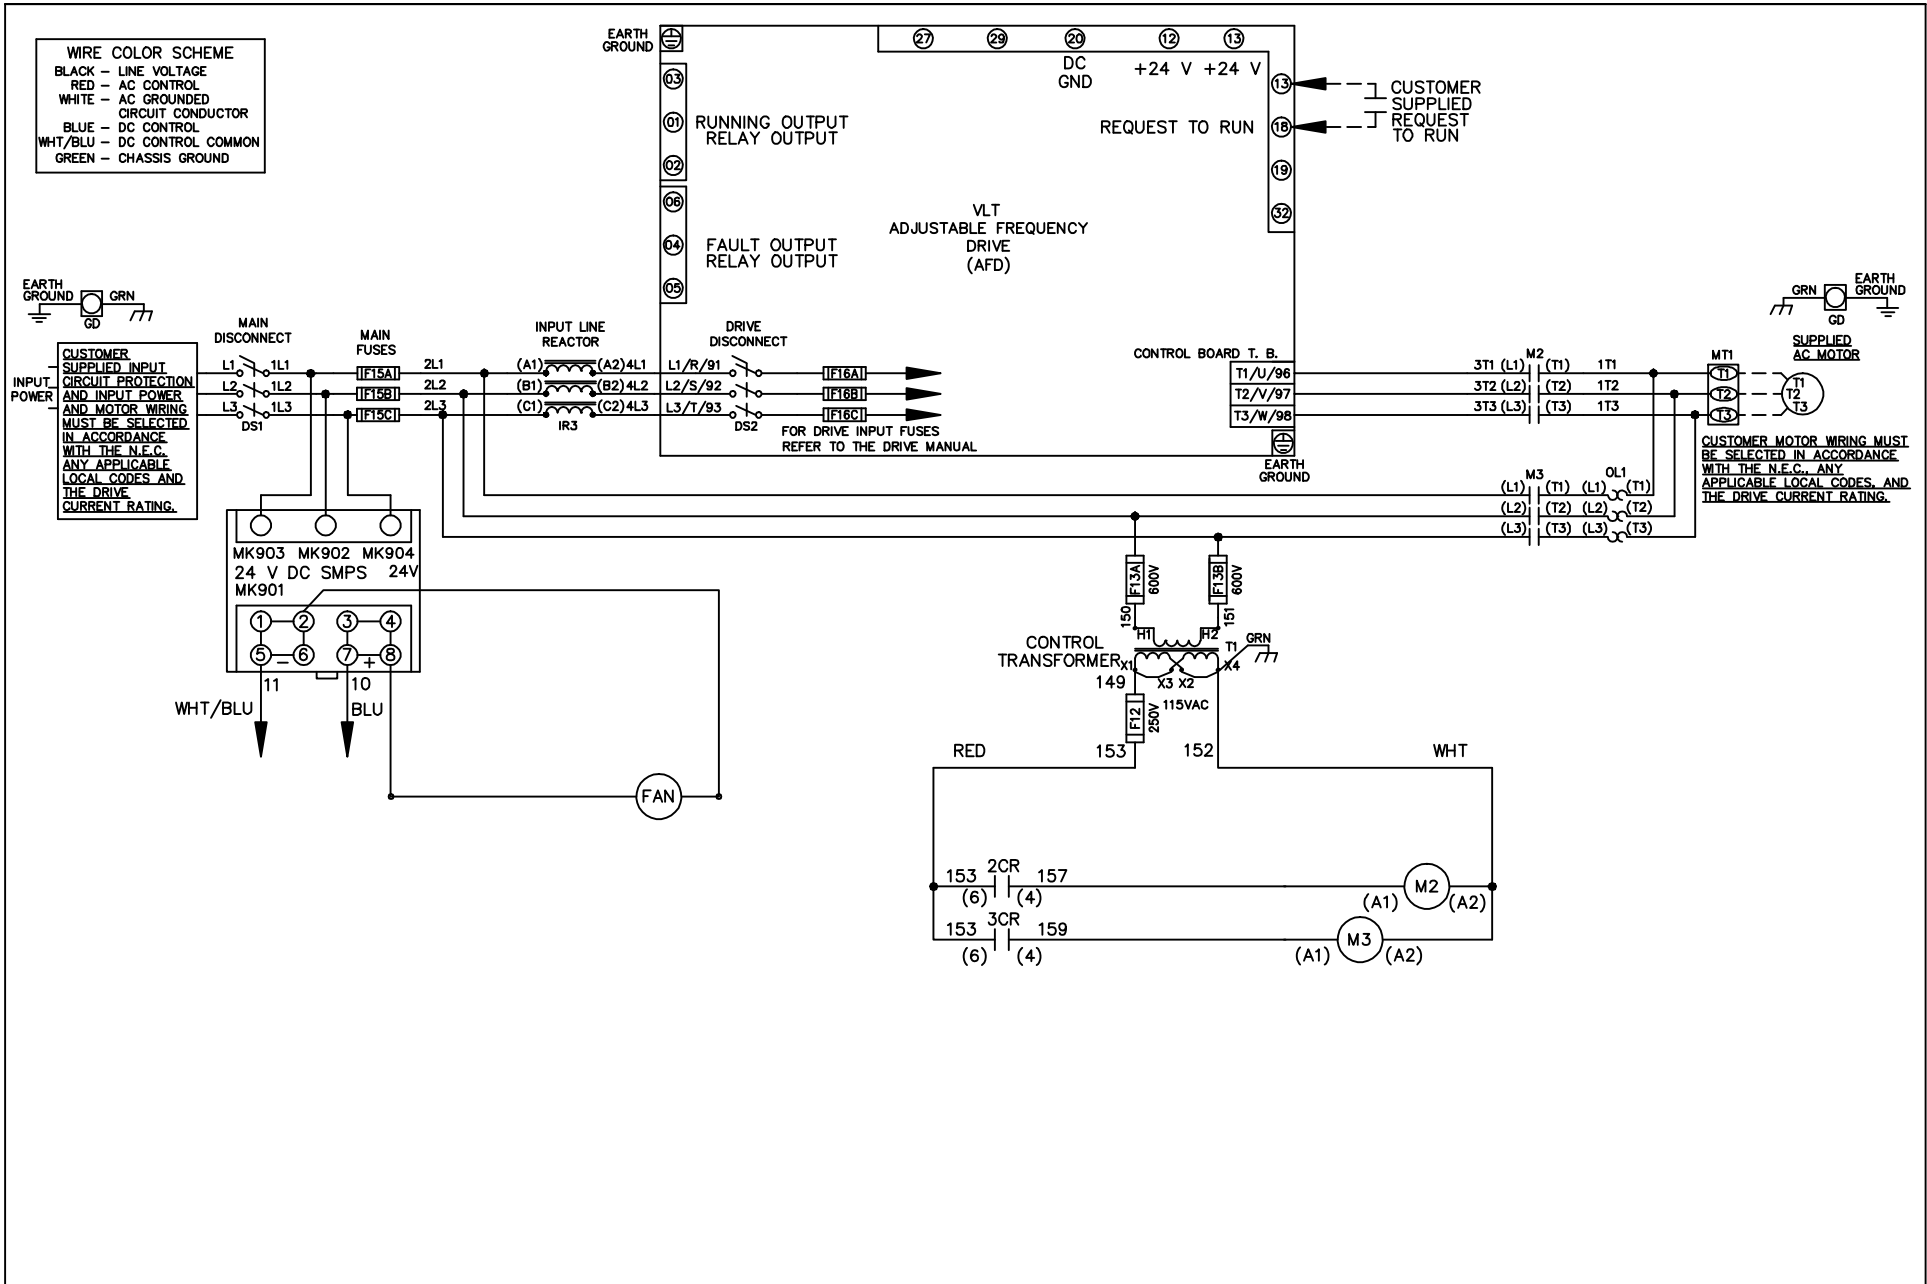 WIRE COLOR SCHEME
BLACK – LINE VOLTAGE
RED – AC CONTROL
WHITE – AC GROUNDED
CIRCUIT CONDUCTOR
BLUE – DC CONTROL
WHT/BLU – DC CONTROL COMMON
GREEN – CHASSIS GROUND
EARTH
GROUND
27 29 20 12 13
DC
GND
+24 V +24 V
03
01
02
RUNNING OUTPUT
RELAY OUTPUT
06
04
05
FAULT OUTPUT
RELAY OUTPUT
VLT
ADJUSTABLE FREQUENCY
DRIVE
(AFD)
REQUEST TO RUN
13
18
19
32
CUSTOMER
SUPPLIED
REQUEST
TO RUN
EARTH
GROUND
GRN
GD
INPUT
POWER
CUSTOMER
SUPPLIED INPUT
CIRCUIT PROTECTION
AND INPUT POWER
AND MOTOR WIRING
MUST BE SELECTED
IN ACCORDANCE
WITH THE N.E.C.
ANY APPLICABLE
LOCAL CODES AND
THE DRIVE
CURRENT RATING.
MAIN
DISCONNECT
L1 1L1
L2 1L2
L3 1L3
DS1
MAIN
FUSES
F15A 2L1
F15B 2L2
F15C 2L3
INPUT LINE
REACTOR
(A1) (A2) 4L1
(B1) (B2) 4L2
(C1) (C2) 4L3
IR3
DRIVE
DISCONNECT
L1/R/91
L2/S/92
L3/T/93
DS2
F16A
F16B
F16C
FOR DRIVE INPUT FUSES
REFER TO THE DRIVE MANUAL
CONTROL BOARD T. B.
T1/U/96
T2/V/97
T3/W/98
EARTH
GROUND
M2
3T1 (L1) (T1) 1T1
3T2 (L2) (T2) 1T2
3T3 (L3) (T3) 1T3
MT1
T1
T2
T3
T1
T2
T3
GRN
GD
EARTH
GROUND
SUPPLIED
AC MOTOR
CUSTOMER MOTOR WIRING MUST
BE SELECTED IN ACCORDANCE
WITH THE N.E.C., ANY
APPLICABLE LOCAL CODES, AND
THE DRIVE CURRENT RATING.
M3 OL1
(L1) (T1) (L1) (T1)
(L2) (T2) (L2) (T2)
(L3) (T3) (L3) (T3)
MK903 MK902 MK904
24 V DC SMPS 24V
MK901
1 2 3 4
5 – 6 7 + 8
11 10
WHT/BLU BLU
FAN
F13A
600V
F13B
600V
150
151
H1 H2
CONTROL
TRANSFORMER
T1
GRN
X1 X4
X3 X2
149
F12
250V
115VAC
RED 153 152 WHT
2CR
153 157
(6) (4)
M2
(A1) (A2)
3CR
153 159
(6) (4)
M3
(A1) (A2)